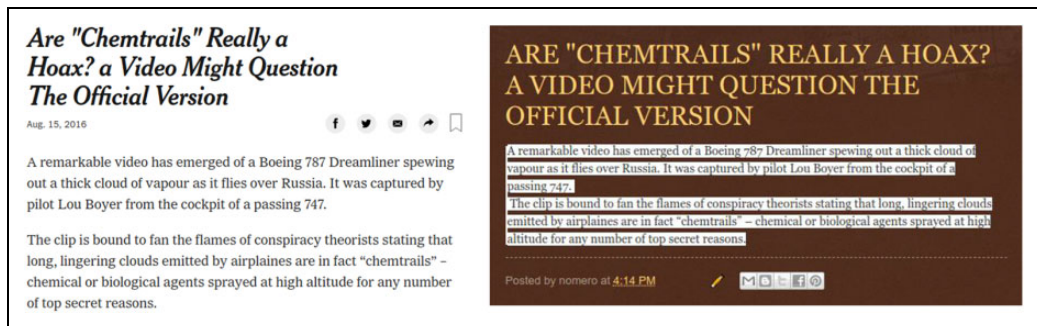 Are "Chemtrails" Really a
Hoax? a Video Might Question
The Official Version
Aug. 15, 2016
A remarkable video has emerged of a Boeing 787 Dreamliner spewing
out a thick cloud of vapour as it flies over Russia. It was captured by
pilot Lou Boyer from the cockpit of a passing 747.
The clip is bound to fan the flames of conspiracy theorists stating that
long, lingering clouds emitted by airplaines are in fact “chemtrails” –
chemical or biological agents sprayed at high altitude for any number
of top secret reasons.
ARE "CHEMTRAILS" REALLY A HOAX?
A VIDEO MIGHT QUESTION THE
OFFICIAL VERSION
A remarkable video has emerged of a Boeing 787 Dreamliner spewing out a thick cloud of
vapour as it flies over Russia. It was captured by pilot Lou Boyer from the cockpit of a
passing 747.
The clip is bound to fan the flames of conspiracy theorists stating that long, lingering clouds
emitted by airplaines are in fact “chemtrails” – chemical or biological agents sprayed at high
altitude for any number of top secret reasons.
Posted by nomero at 4:14 PM